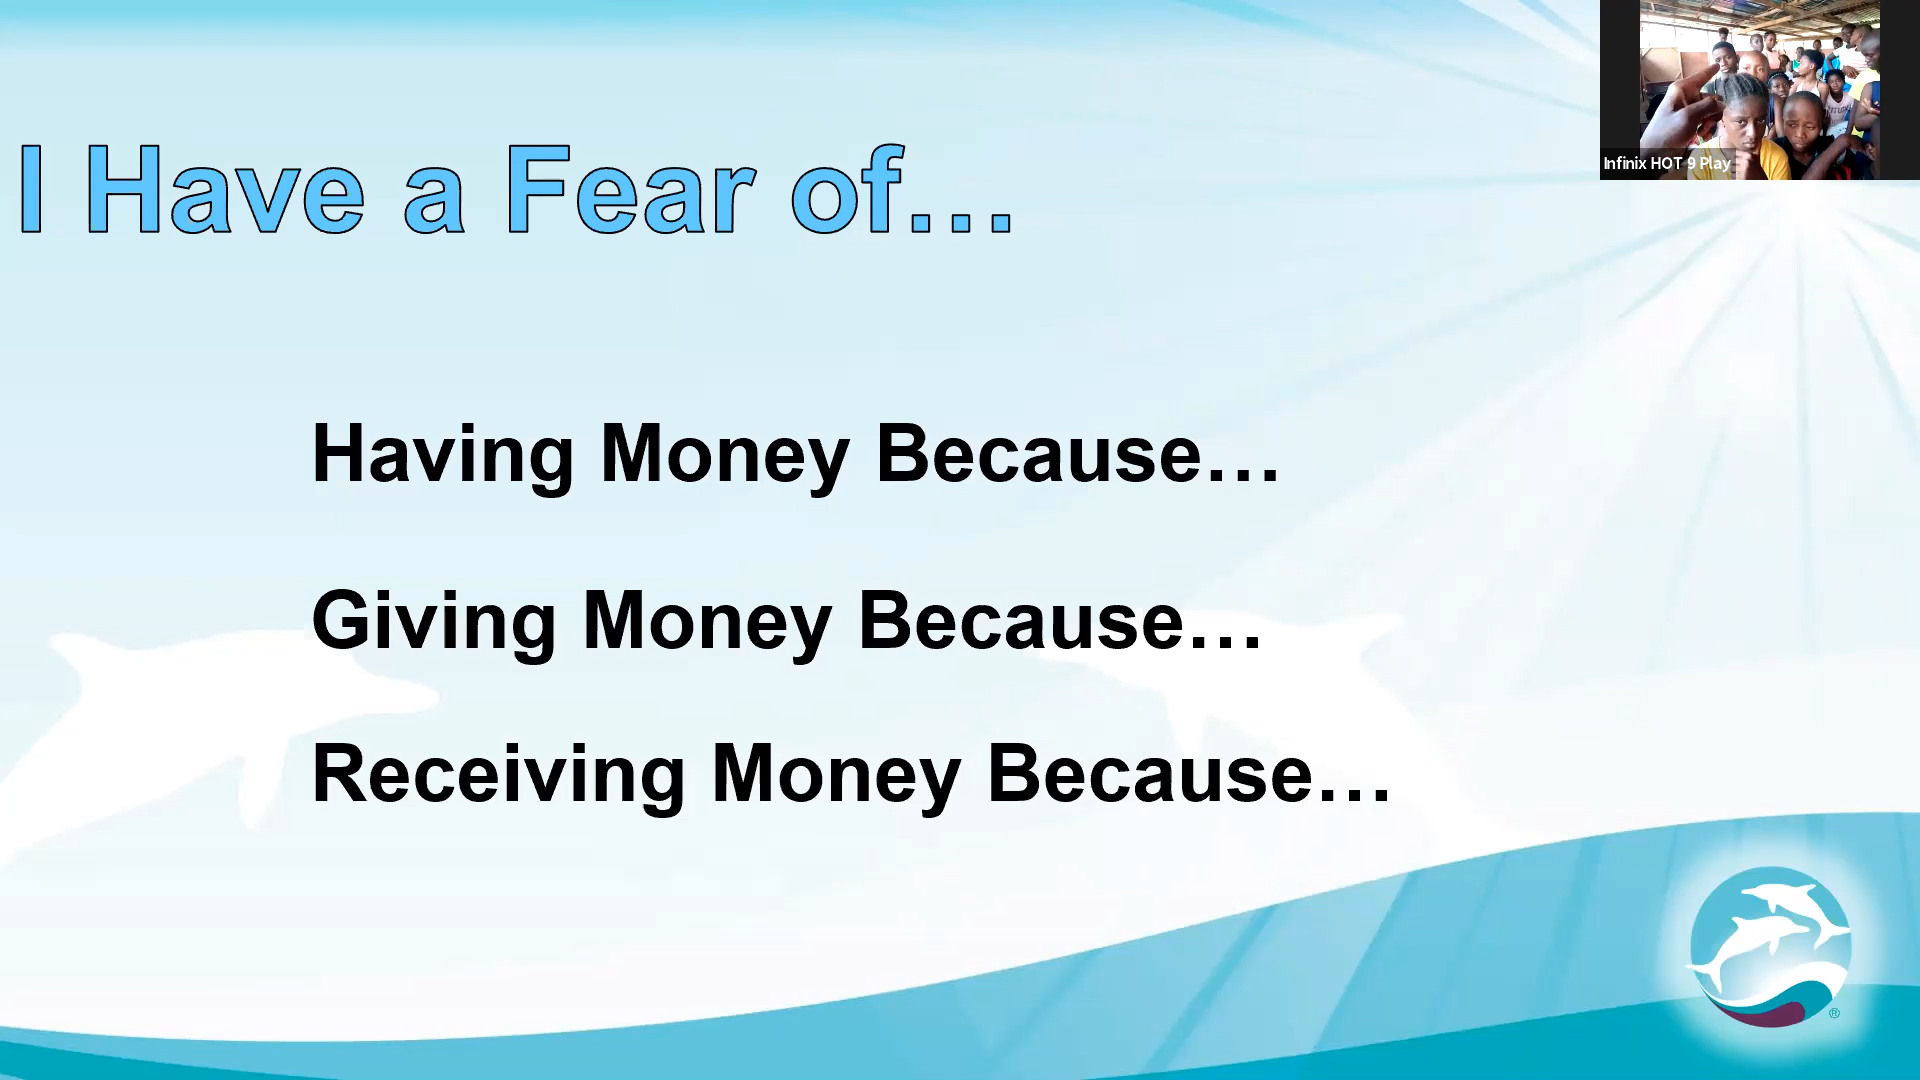 I Have a Fear of…
Infinix HOT 9 Play
Having Money Because…
Giving Money Because…
Receiving Money Because…
®